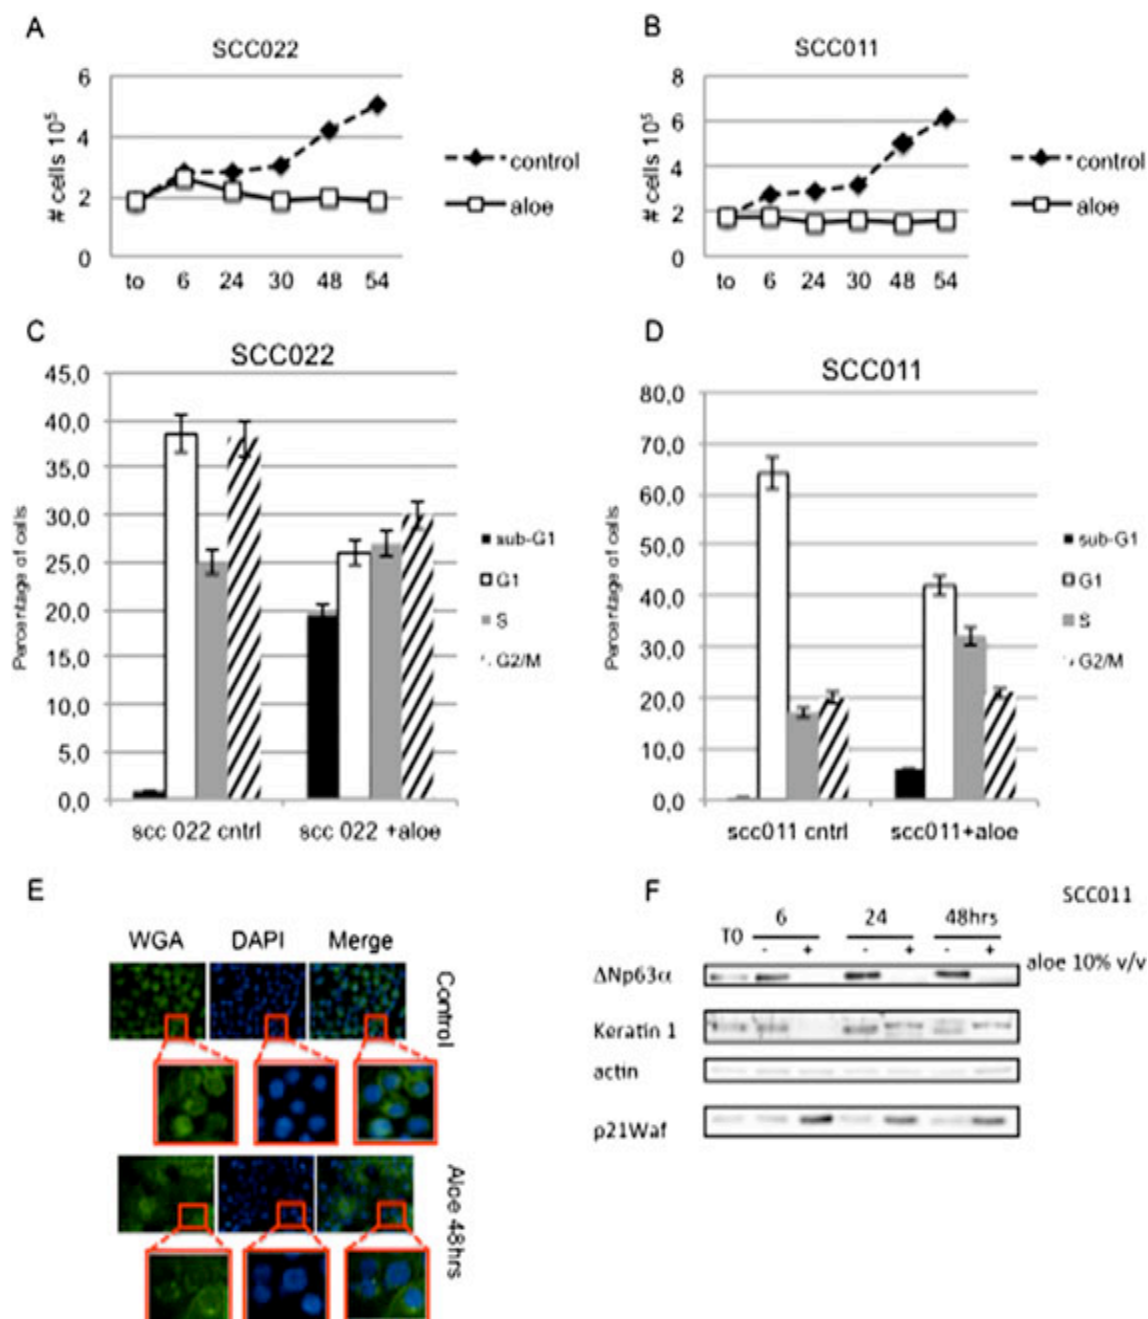 A
SCC022
# cells 10⁵
6
4
2
0
to 6 24 30 48 54
control
aloe
B
SCC011
# cells 10⁵
8
6
4
2
0
to 6 24 30 48 54
control
aloe
C
SCC022
Percentage of cells
45,0
40,0
35,0
30,0
25,0
20,0
15,0
10,0
5,0
0,0
scc 022 cntrl scc 022 +aloe
sub-G1
G1
S
G2/M
D
SCC011
Percentage of cells
80,0
70,0
60,0
50,0
40,0
30,0
20,0
10,0
0,0
scc011 cntrl scc011+aloe
sub-G1
G1
S
G2/M
E
WGA DAPI Merge
Control
Aloe 48hrs
F
SCC011
6 24 48hrs
T0 - + - + - +
aloe 10% v/v
ΔNp63α
Keratin 1
actin
p21Waf